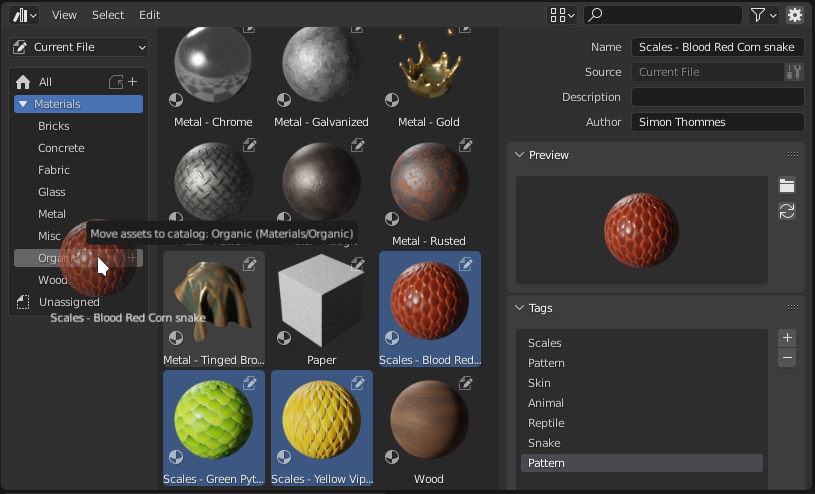 View Select Edit
Current File
All
Materials
Bricks
Concrete
Fabric
Glass
Metal
Misc
Wood
Unassigned
Move assets to catalog: Organic (Materials/Organic)
Scales - Blood Red Corn snake
Metal - Chrome
Metal - Galvanized
Metal - Gold
Metal - Rusted
Metal - Tinged Bro...
Paper
Scales - Blood Red...
Scales - Green Pyt...
Scales - Yellow Vip...
Wood
Name Scales - Blood Red Corn snake
Source Current File
Description
Author Simon Thommes
Preview
Tags
Scales
Pattern
Skin
Animal
Reptile
Snake
Pattern